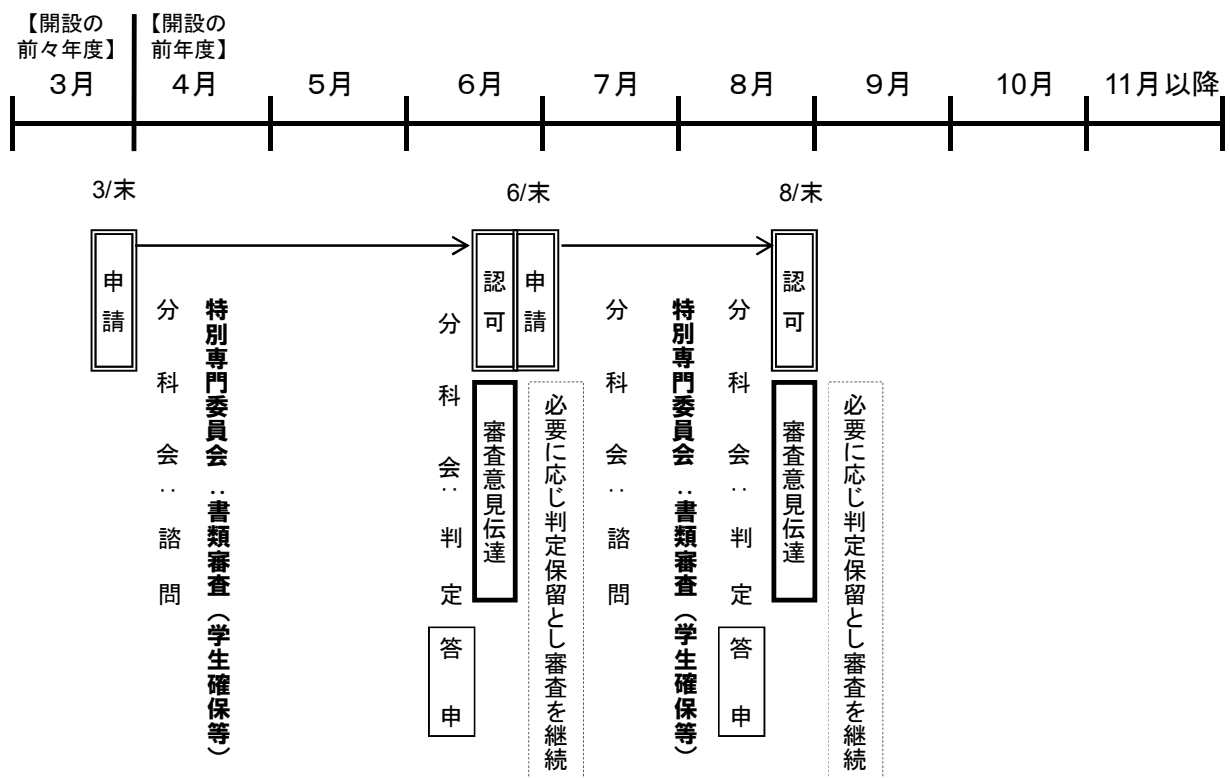 【開設の
前々年度】
【開設の
前年度】
３月
４月
５月
６月
７月
８月
９月
10月
11月以降
3/末
6/末
8/末
申請
分科会：諮問
特別専門委員会：書類審査（学生確保等）
分科会：判定
答申
認可
審査意見伝達
申請
必要に応じ判定保留とし審査を継続
分科会：諮問
特別専門委員会：書類審査（学生確保等）
分科会：判定
答申
認可
審査意見伝達
必要に応じ判定保留とし審査を継続